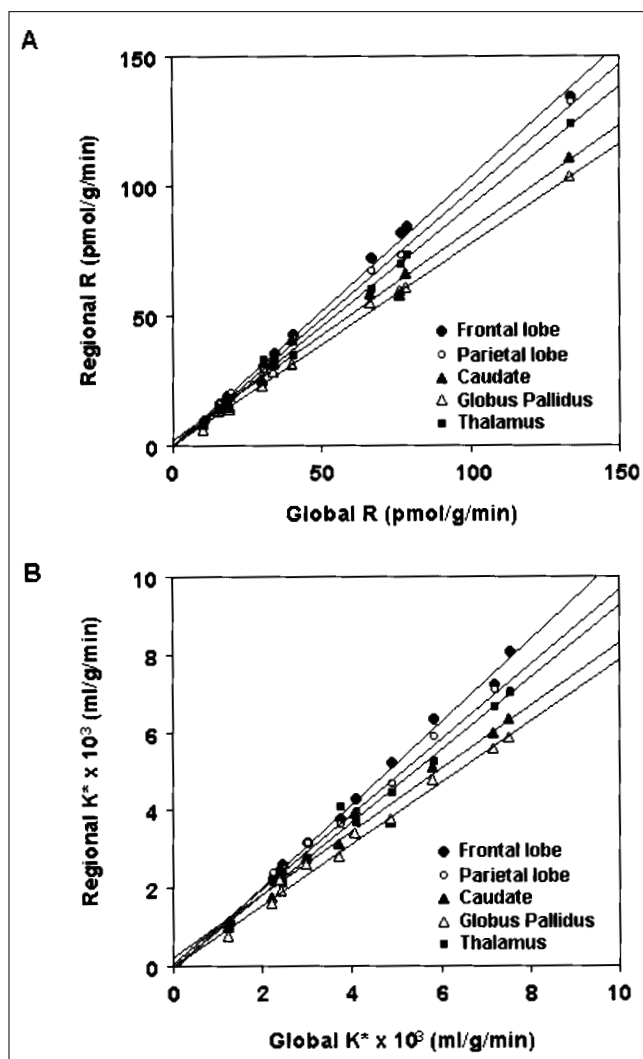 A
150
100
50
0
Regional R (pmol/g/min)
Frontal lobe
Parietal lobe
Caudate
Globus Pallidus
Thalamus
0 50 100 150
Global R (pmol/g/min)
B
10
8
6
4
2
0
Regional K* x 10³ (ml/g/min)
Frontal lobe
Parietal lobe
Caudate
Globus Pallidus
Thalamus
0 2 4 6 8 10
Global K* x 10³ (ml/g/min)